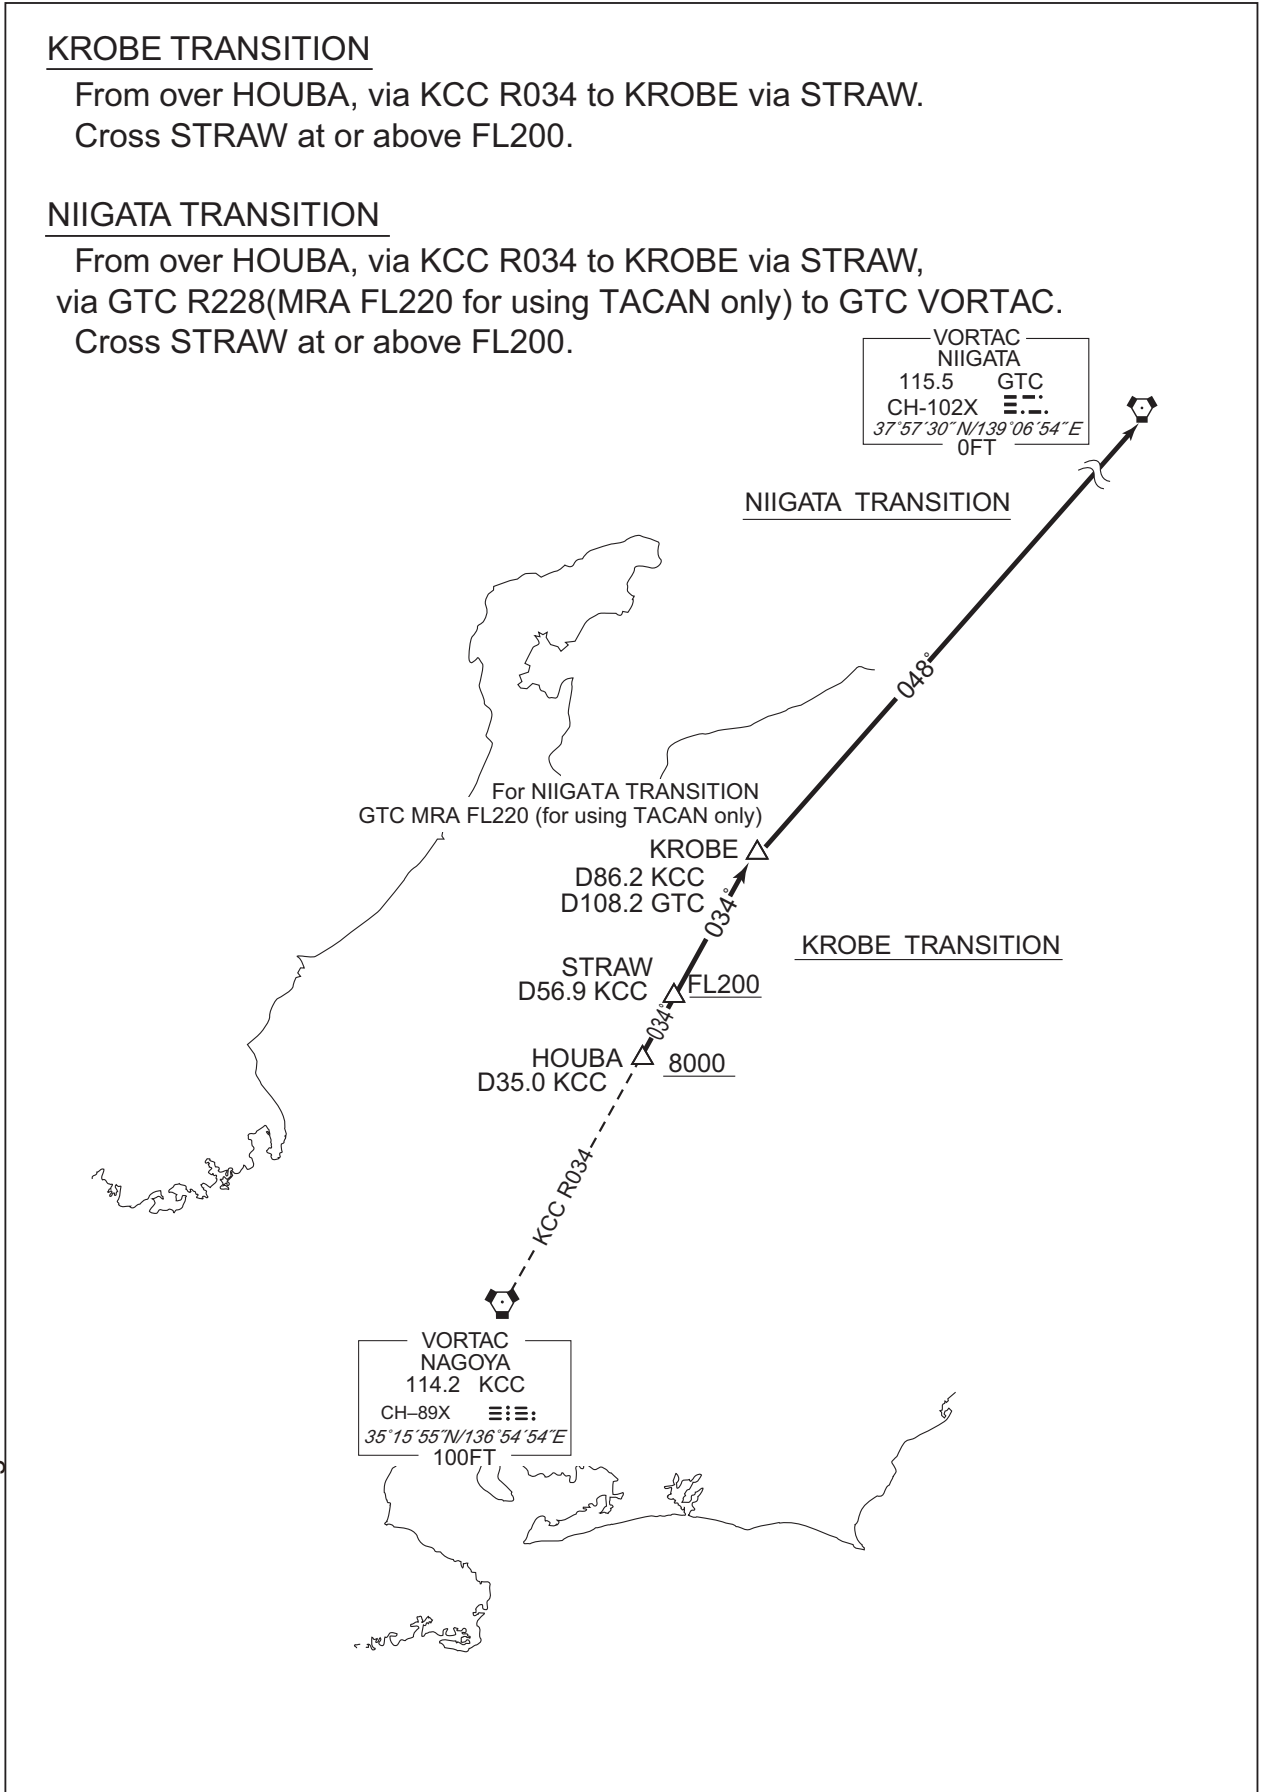 KROBE TRANSITION
From over HOUBA, via KCC R034 to KROBE via STRAW.
Cross STRAW at or above FL200.
NIIGATA TRANSITION
From over HOUBA, via KCC R034 to KROBE via STRAW,
via GTC R228(MRA FL220 for using TACAN only) to GTC VORTAC.
Cross STRAW at or above FL200.
VORTAC
NIIGATA
115.5 GTC
CH-102X
37°57′30″N/139°06′54″E
0FT
NIIGATA TRANSITION
048°
For NIIGATA TRANSITION
GTC MRA FL220 (for using TACAN only)
KROBE
D86.2 KCC
D108.2 GTC
034°
KROBE TRANSITION
STRAW
D56.9 KCC
FL200
034°
HOUBA
D35.0 KCC
8000
KCC R034
VORTAC
NAGOYA
114.2 KCC
CH–89X
35°15′55″N/136°54′54″E
100FT